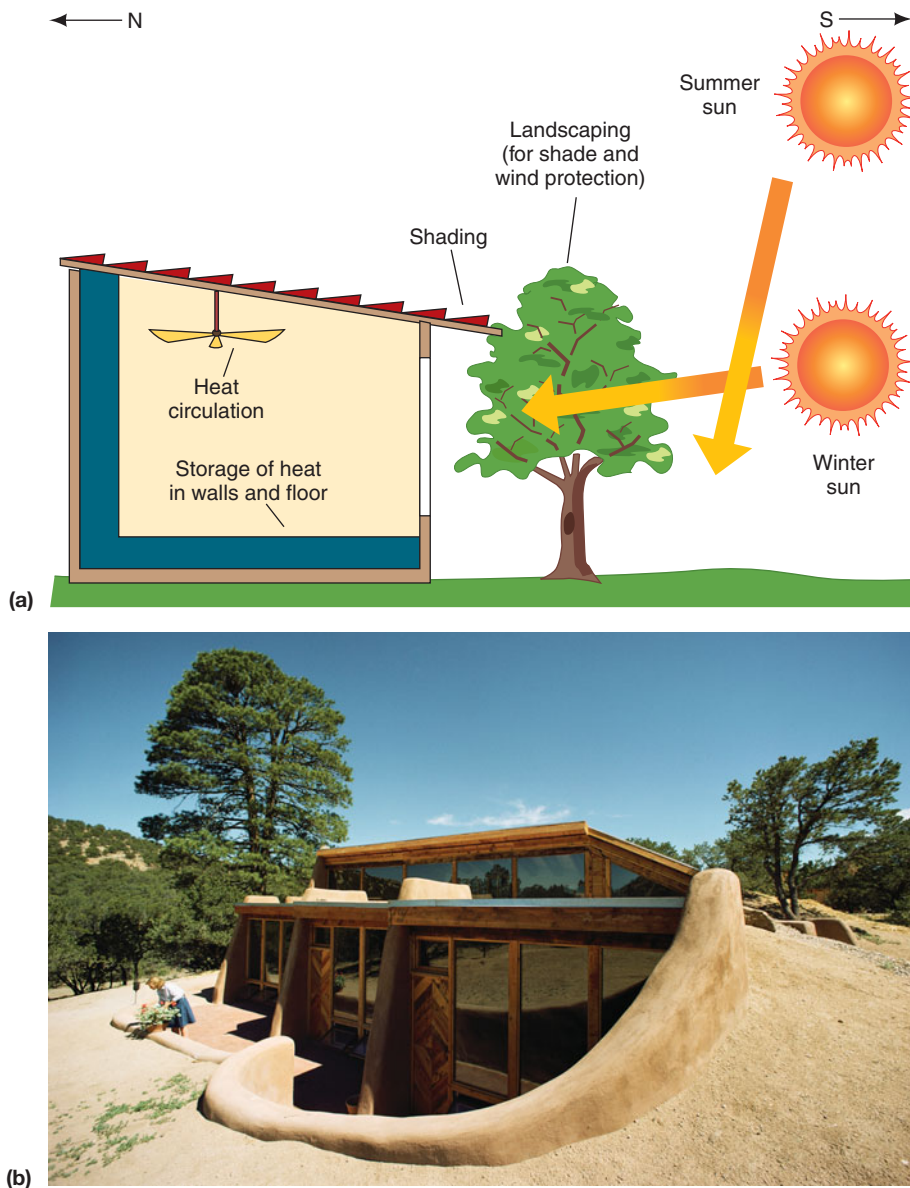 N
S
Summer
sun
Landscaping
(for shade and
wind protection)
Shading
Heat
circulation
Storage of heat
in walls and floor
Winter
sun
(a)
(b)